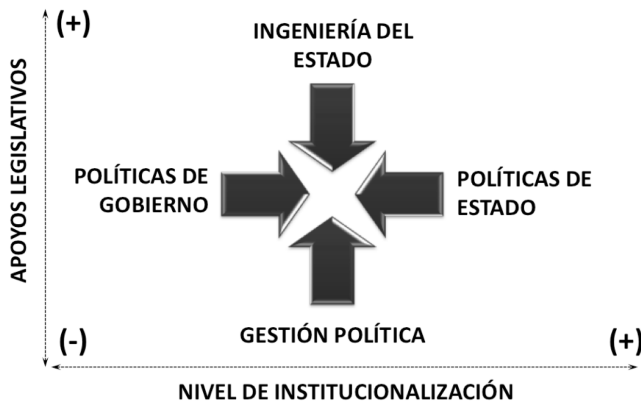 (+)
INGENIERÍA DEL
ESTADO
APOYOS LEGISLATIVOS
POLÍTICAS DE
GOBIERNO
POLÍTICAS DE
ESTADO
GESTIÓN POLÍTICA
(-)
(+)
NIVEL DE INSTITUCIONALIZACIÓN